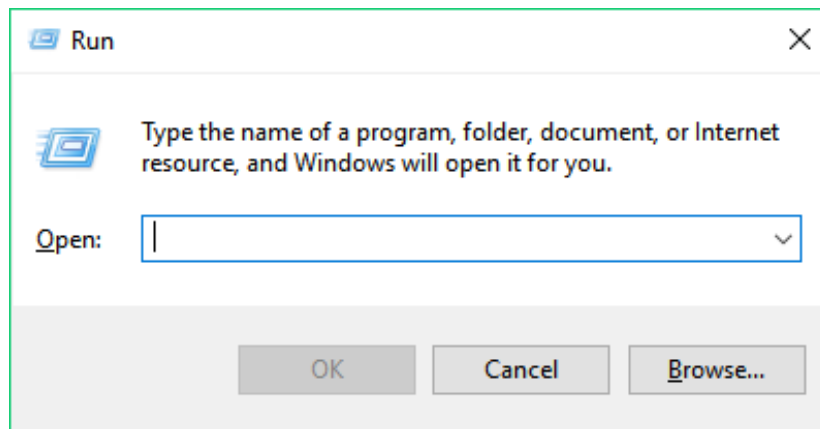 Run
Type the name of a program, folder, document, or Internet
resource, and Windows will open it for you.
Open:
OK
Cancel
Browse...